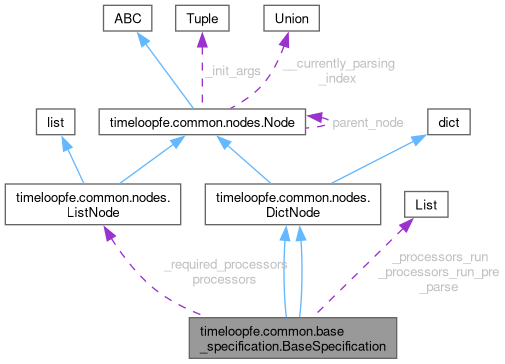 ABC
Tuple
Union
_init_args
__currently_parsing
_index
list
timeloopfe.common.nodes.Node
parent_node
dict
timeloopfe.common.nodes.
ListNode
timeloopfe.common.nodes.
DictNode
List
_required_processors
processors
_processors_run
_processors_run_pre
_parse
timeloopfe.common.base
_specification.BaseSpecification